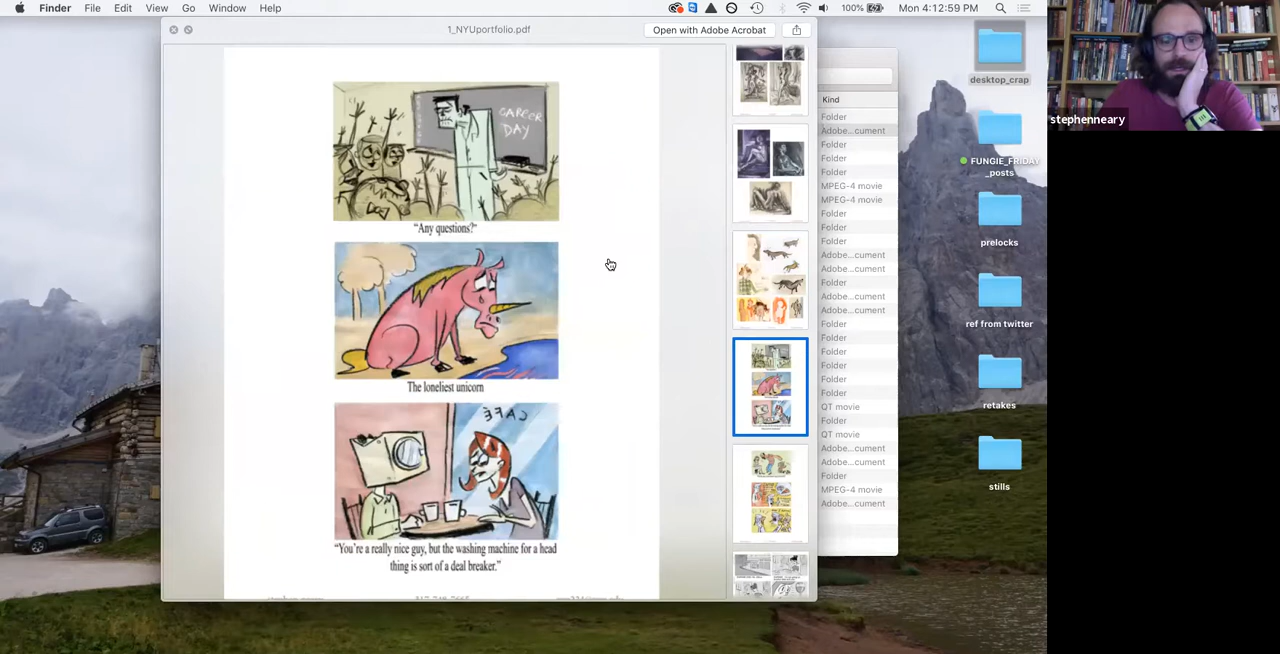 Finder File Edit View Go Window Help
100%
Mon 4:12:59 PM
1_NYUportfolio.pdf
Open with Adobe Acrobat
CAREER
DAY
"Any questions?"
The loneliest unicorn
CAFE
"You're a really nice guy, but the washing machine for a head
thing is sort of a deal breaker."
Kind
Folder
Adobe...cument
Folder
Folder
Folder
MPEG-4 movie
MPEG-4 movie
Folder
Folder
Folder
Adobe...cument
Adobe...cument
Folder
Adobe...cument
Adobe...cument
Folder
Folder
Folder
Folder
Folder
Folder
QT movie
Folder
QT movie
Adobe...cument
Adobe...cument
Folder
MPEG-4 movie
Adobe...cument
desktop_crap
FUNGIE_FRIDAY
_posts
prelocks
ref from twitter
retakes
stills
stephenneary